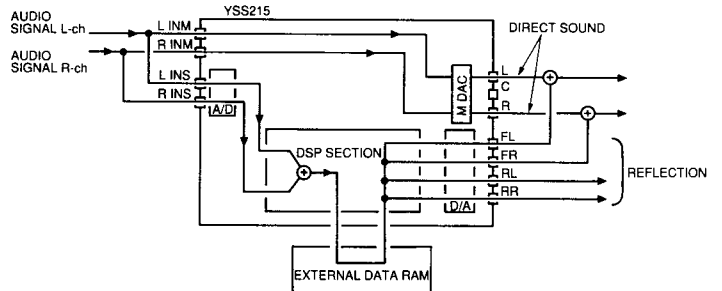 AUDIO
SIGNAL L-ch
AUDIO
SIGNAL R-ch
L INM
R INM
L INS
R INS
YSS215
A/D
DSP SECTION
M DAC
D/A
L
C
R
FL
FR
RL
RR
DIRECT SOUND
REFLECTION
EXTERNAL DATA RAM